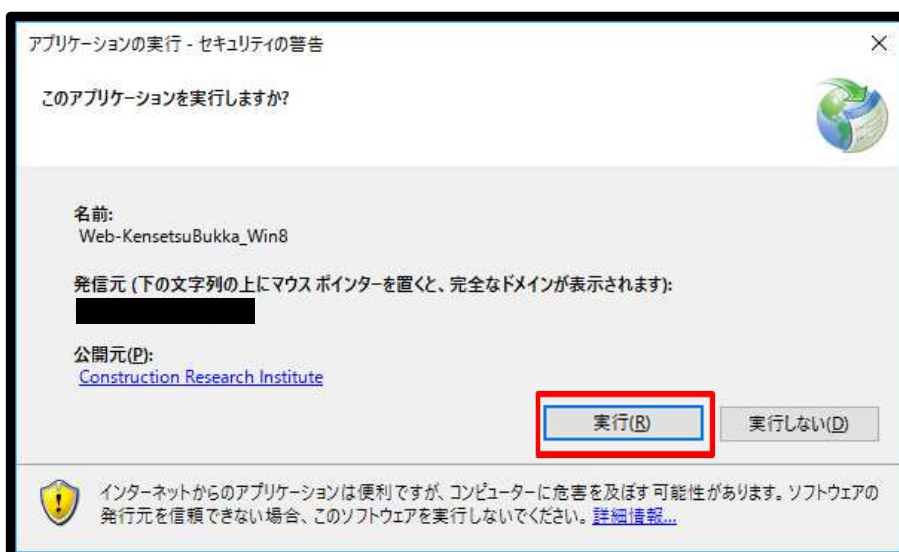 アプリケーションの実行 - セキュリティの警告
このアプリケーションを実行しますか?
名前:
Web-KensetsuBukka_Win8
発信元 (下の文字列の上にマウス ポインターを置くと、完全なドメインが表示されます):
公開元(P):
Construction Research Institute
実行(R) 実行しない(D)
インターネットからのアプリケーションは便利ですが、コンピューターに危害を及ぼす可能性があります。ソフトウェアの
発行元を信頼できない場合、このソフトウェアを実行しないでください。詳細情報...